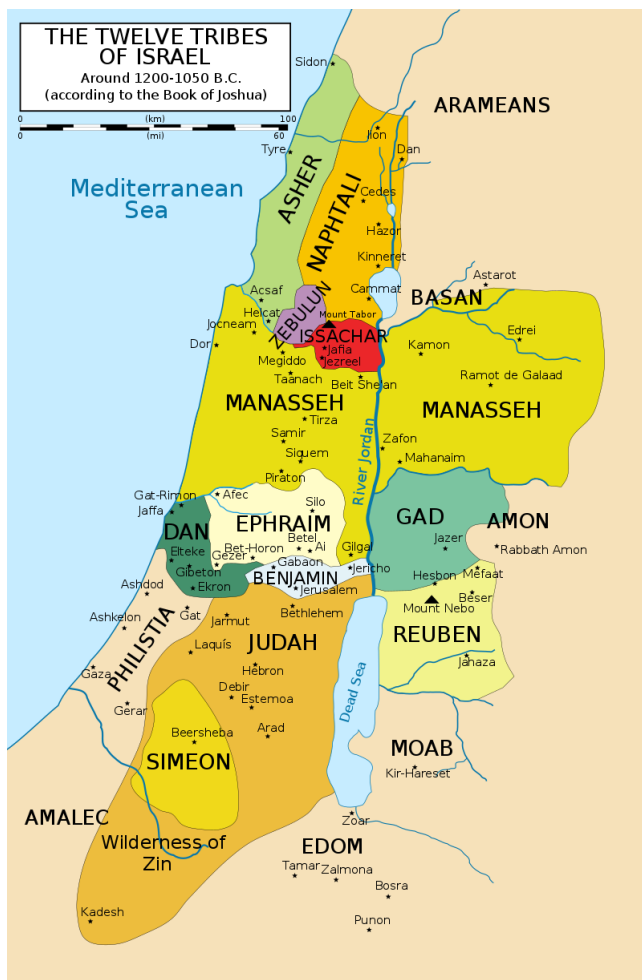 THE TWELVE TRIBES
OF ISRAEL
Around 1200-1050 B.C.
(according to the Book of Joshua)
0 (km) 100
0 (mi) 60
Sidon
ARAMEANS
Ilon
Tyre
Dan
Mediterranean
Sea
ASHER
NAPHTALI
Cedes
Hazor
Kinneret
Astarot
Acsaf
Cammat
BASAN
Helcat
ZEBULUN
Mount Tabor
Jocneam
ISSACHAR
Edrei
Dor
Jafia
Kamon
Megiddo
Jezreel
Taanach
Beit Shelan
Ramot de Galaad
MANASSEH
MANASSEH
Tirza
Samir
River Jordan
Zafon
Siquem
Mahanaim
Piraton
Gat-Rimon
Afec
Jaffa
Silo
DAN
EPHRAIM
GAD
AMON
Elteke
Bet-Horon
Betel
Ai
Jazer
Rabbath Amon
Gezer
Gilgal
Gibeton
Gabaon
Jericho
Mefaat
BENJAMIN
Hesbon
Ashdod
Ekron
Jerusalem
Beser
Gat
Bethlehem
Mount Nebo
Ashkelon
Jarmut
PHILISTIA
JUDAH
REUBEN
Laquís
Jahaza
Gaza
Hebron
Debir
Dead Sea
Gerar
Estemoa
Beersheba
Arad
MOAB
SIMEON
Kir-Hareset
AMALEC
Zoar
Wilderness of
Zin
EDOM
Tamar
Zalmona
Bosra
Kadesh
Punon